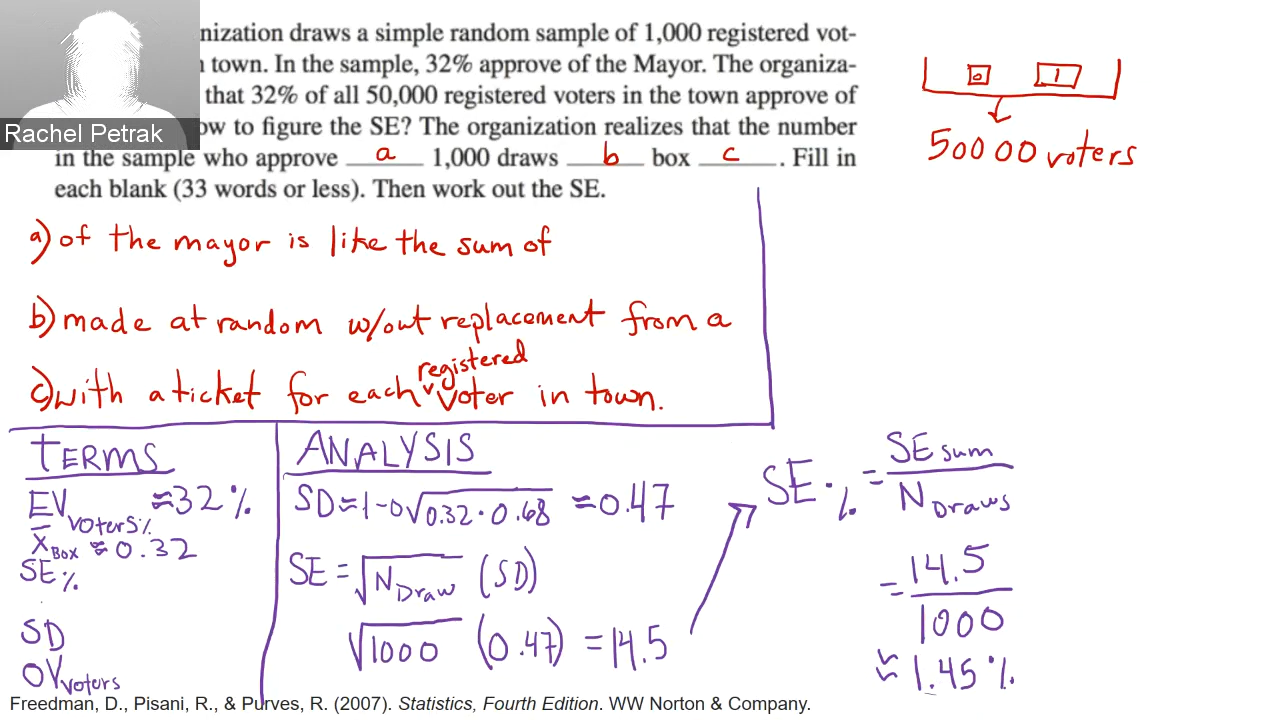 nization draws a simple random sample of 1,000 registered vot-
town. In the sample, 32% approve of the Mayor. The organiza-
that 32% of all 50,000 registered voters in the town approve of
ow to figure the SE? The organization realizes that the number
in the sample who approve a 1,000 draws b box c. Fill in
each blank (33 words or less). Then work out the SE.
Rachel Petrak
0 1
50000 voters
a) of the mayor is like the sum of
b) made at random w/out replacement from a
registered
c) with a ticket for each voter in town.
TERMS
EV voters% ≈ 32%
x̄ Box ≈ 0.32
SE%
SD
OV voters
ANALYSIS
SD ≈ 1-0√0.32 · 0.68 ≈ 0.47
SE = √N Draw (SD)
√1000 (0.47) = 14.5
SE% = SE sum / N Draws
= 14.5 / 1000
≈ 1.45%
Freedman, D., Pisani, R., & Purves, R. (2007). Statistics, Fourth Edition. WW Norton & Company.